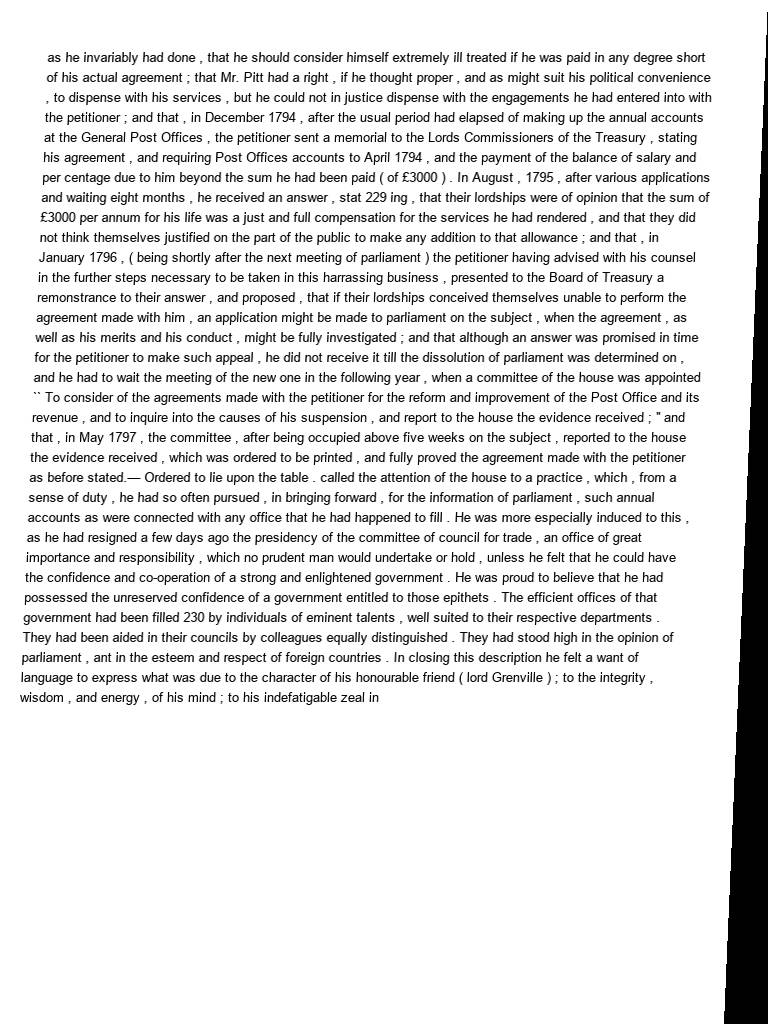 as he invariably had done , that he should consider himself extremely ill treated if he was paid in any degree short
of his actual agreement ; that Mr. Pitt had a right , if he thought proper , and as might suit his political convenience
, to dispense with his services , but he could not in justice dispense with the engagements he had entered into with
the petitioner ; and that , in December 1794 , after the usual period had elapsed of making up the annual accounts
at the General Post Offices , the petitioner sent a memorial to the Lords Commissioners of the Treasury , stating
his agreement , and requiring Post Offices accounts to April 1794 , and the payment of the balance of salary and
per centage due to him beyond the sum he had been paid ( of £3000 ) . In August , 1795 , after various applications
and waiting eight months , he received an answer , stat 229 ing , that their lordships were of opinion that the sum of
£3000 per annum for his life was a just and full compensation for the services he had rendered , and that they did
not think themselves justified on the part of the public to make any addition to that allowance ; and that , in
January 1796 , ( being shortly after the next meeting of parliament ) the petitioner having advised with his counsel
in the further steps necessary to be taken in this harrassing business , presented to the Board of Treasury a
remonstrance to their answer , and proposed , that if their lordships conceived themselves unable to perform the
agreement made with him , an application might be made to parliament on the subject , when the agreement , as
well as his merits and his conduct , might be fully investigated ; and that although an answer was promised in time
for the petitioner to make such appeal , he did not receive it till the dissolution of parliament was determined on ,
and he had to wait the meeting of the new one in the following year , when a committee of the house was appointed
`` To consider of the agreements made with the petitioner for the reform and improvement of the Post Office and its
revenue , and to inquire into the causes of his suspension , and report to the house the evidence received ; " and
that , in May 1797 , the committee , after being occupied above five weeks on the subject , reported to the house
the evidence received , which was ordered to be printed , and fully proved the agreement made with the petitioner
as before stated.— Ordered to lie upon the table . called the attention of the house to a practice , which , from a
sense of duty , he had so often pursued , in bringing forward , for the information of parliament , such annual
accounts as were connected with any office that he had happened to fill . He was more especially induced to this ,
as he had resigned a few days ago the presidency of the committee of council for trade , an office of great
importance and responsibility , which no prudent man would undertake or hold , unless he felt that he could have
the confidence and co-operation of a strong and enlightened government . He was proud to believe that he had
possessed the unreserved confidence of a government entitled to those epithets . The efficient offices of that
government had been filled 230 by individuals of eminent talents , well suited to their respective departments .
They had been aided in their councils by colleagues equally distinguished . They had stood high in the opinion of
parliament , ant in the esteem and respect of foreign countries . In closing this description he felt a want of
language to express what was due to the character of his honourable friend ( lord Grenville ) ; to the integrity ,
wisdom , and energy , of his mind ; to his indefatigable zeal in